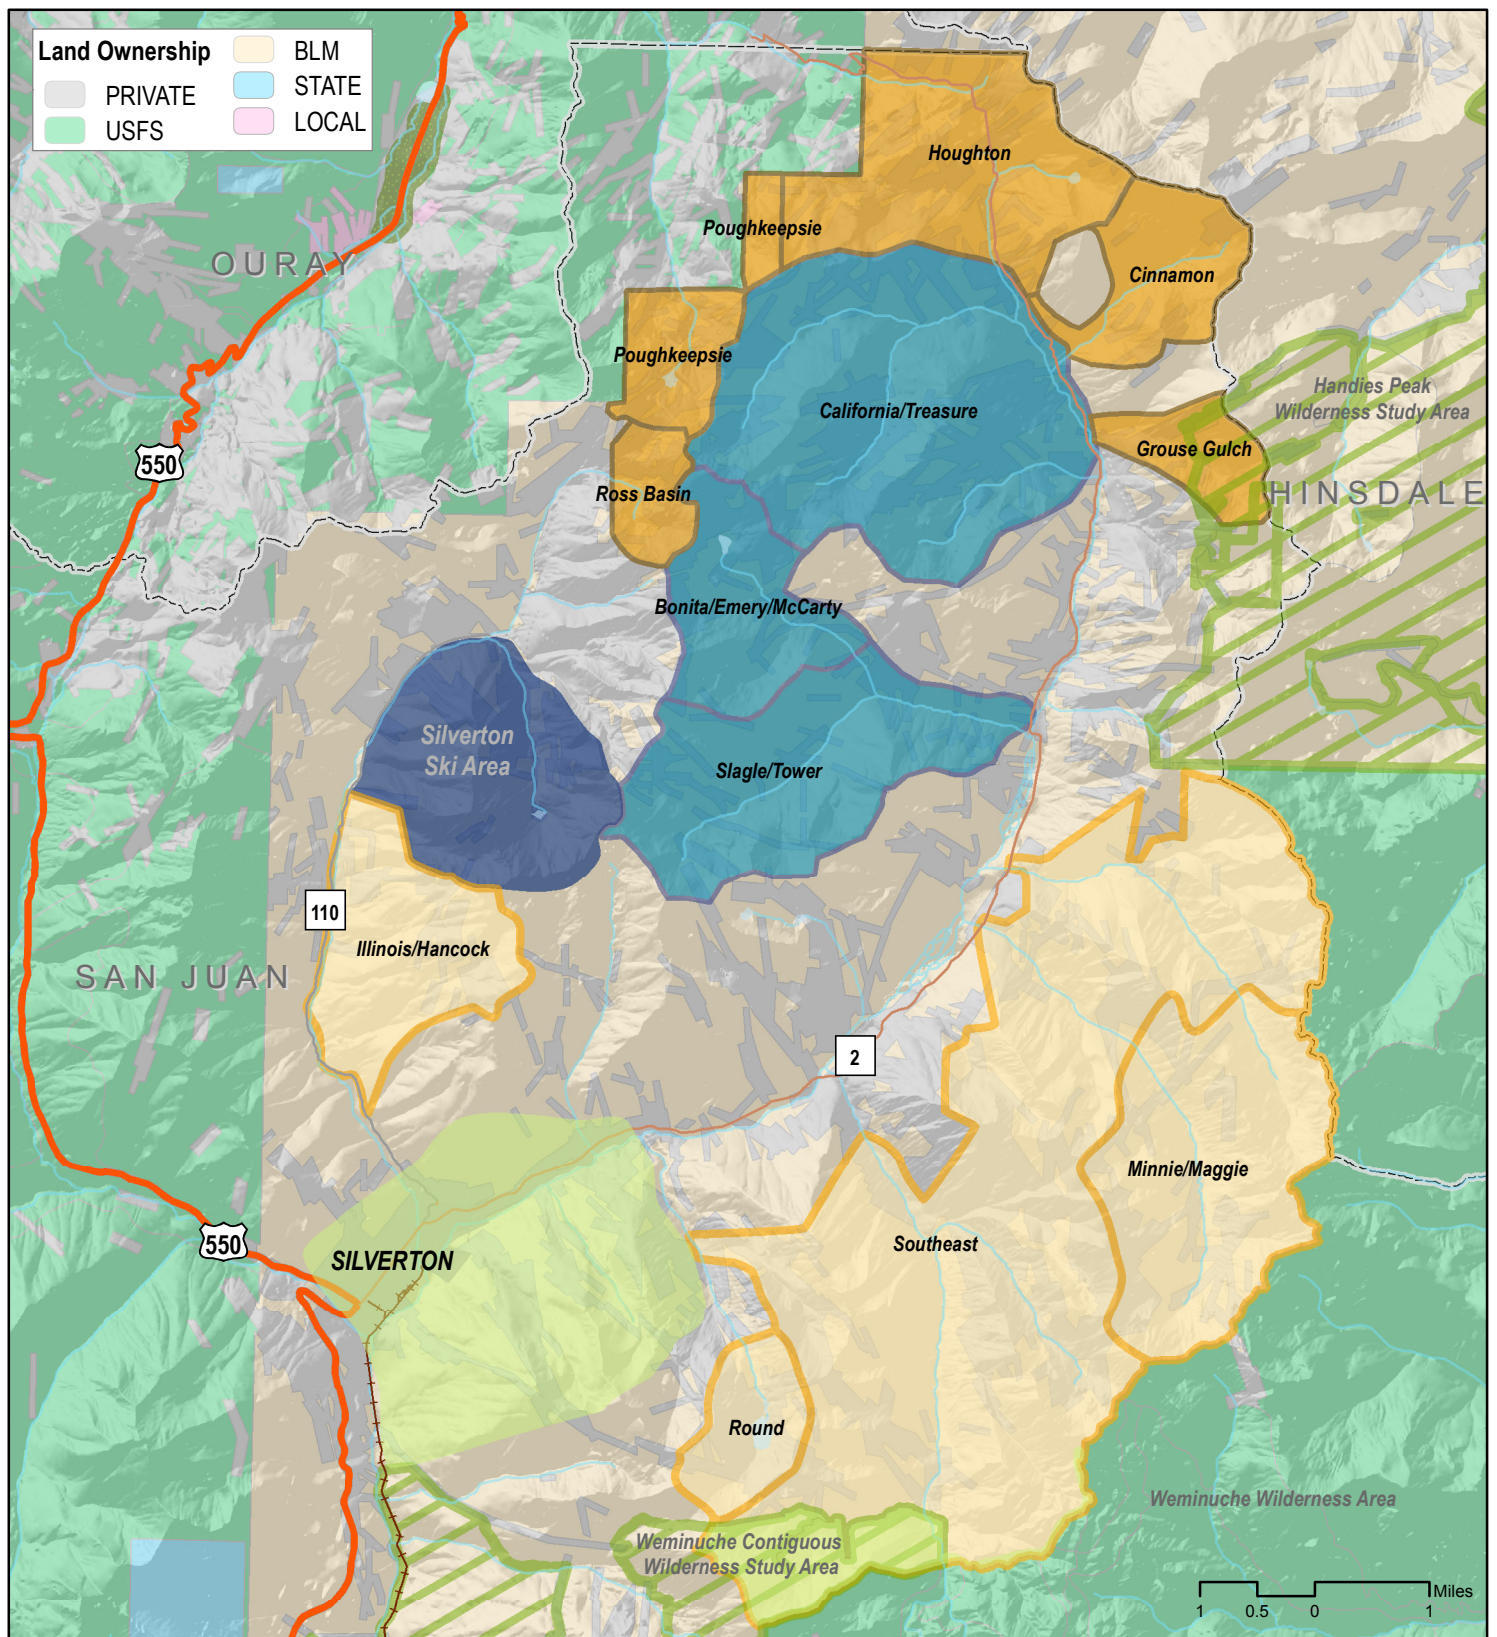 Land Ownership
PRIVATE
USFS
BLM
STATE
LOCAL
Houghton
Poughkeepsie
OURAY
Cinnamon
Poughkeepsie
Handies Peak
Wilderness Study Area
California/Treasure
Grouse Gulch
550
Ross Basin
HINSDALE
Bonita/Emery/McCarty
Silverton
Ski Area
Slagle/Tower
110
Illinois/Hancock
SAN JUAN
2
Minnie/Maggie
550
Southeast
SILVERTON
Round
Weminuche Wilderness Area
Weminuche Contiguous
Wilderness Study Area
Miles
1 0.5 0 1